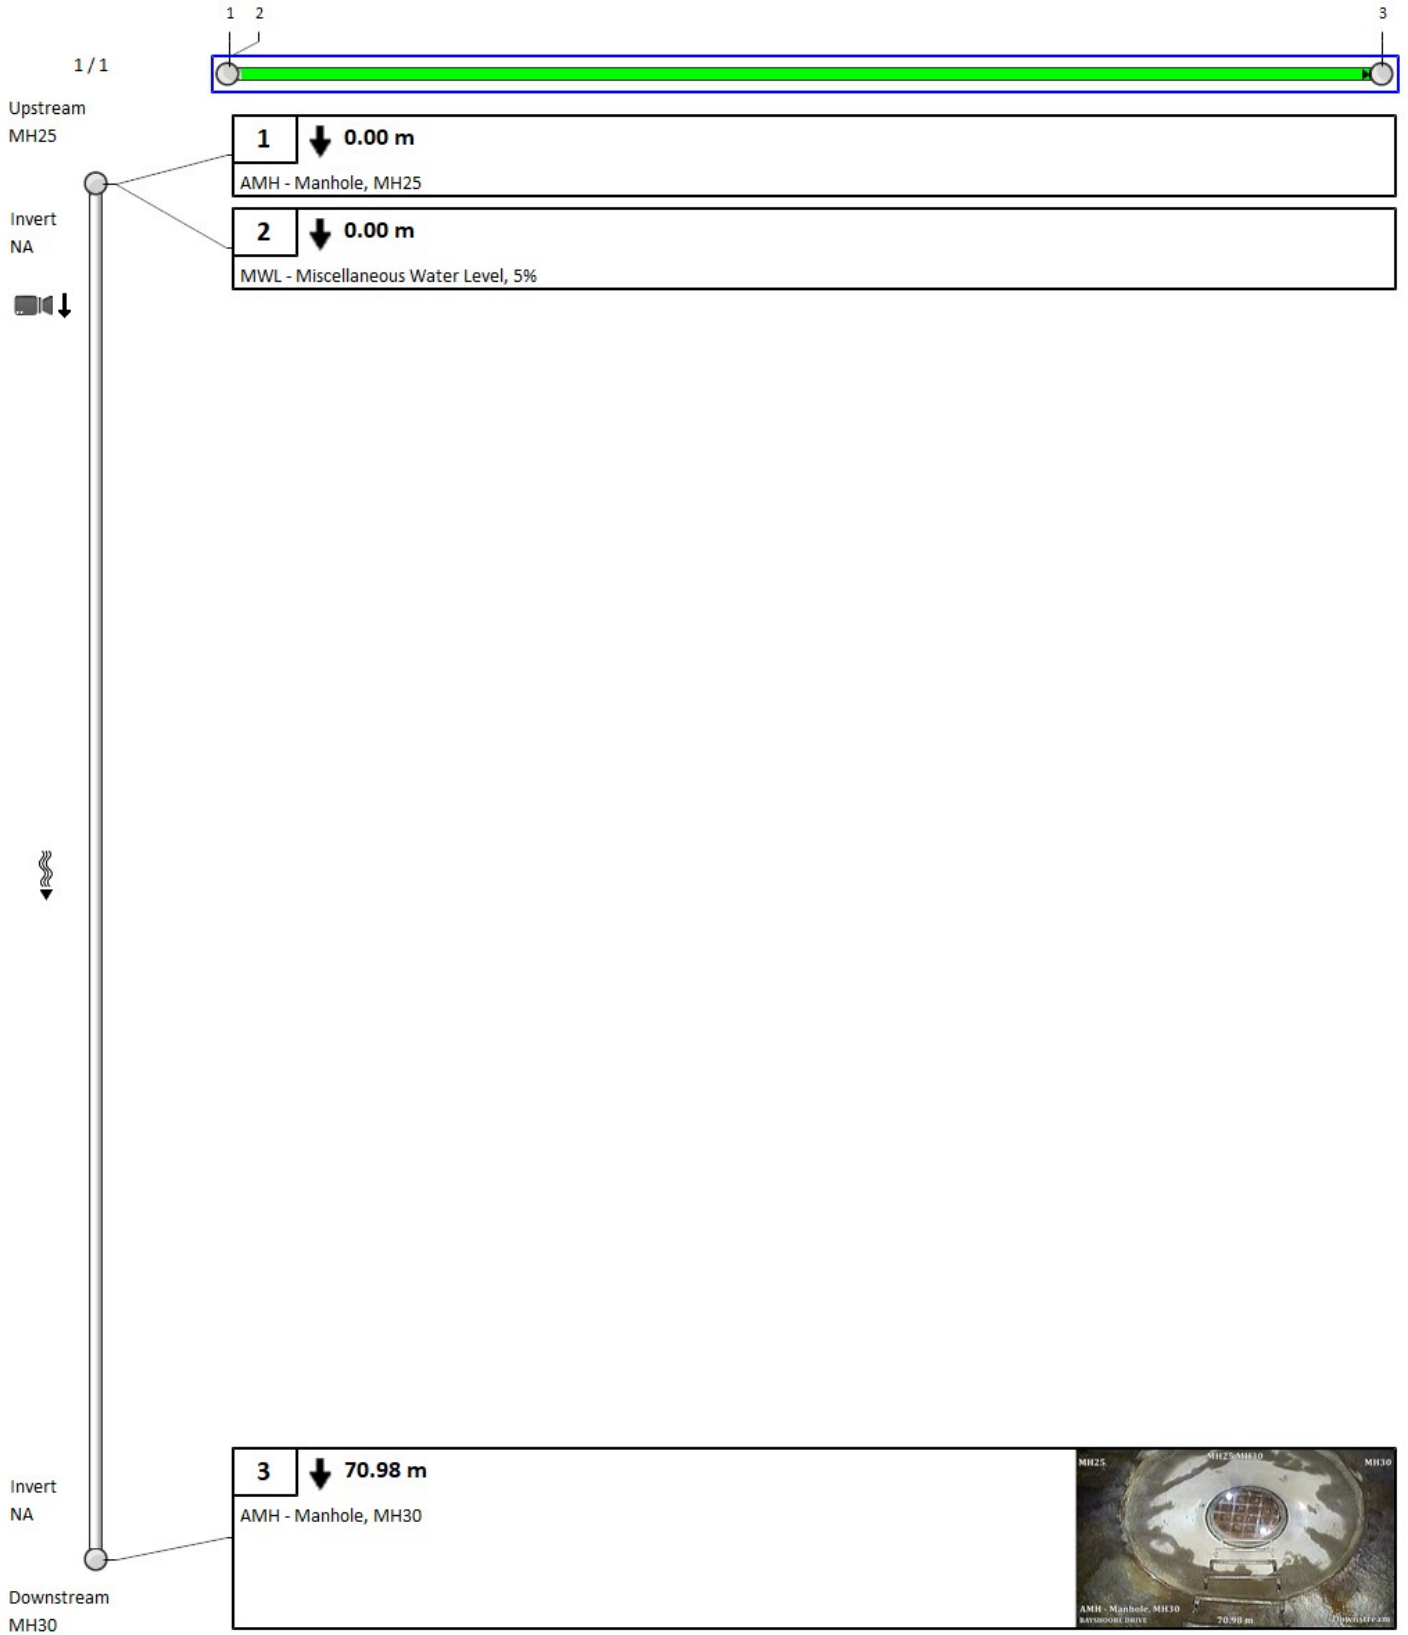 1 2 3
1 / 1
Upstream
MH25
1 0.00 m
AMH - Manhole, MH25
Invert
NA
2 0.00 m
MWL - Miscellaneous Water Level, 5%
3 70.98 m
AMH - Manhole, MH30
Invert
NA
Downstream
MH30
MH25 MH25-MH30 MH30
AMH - Manhole, MH30
BAYSHOORE DRIVE 70.98 m Downstream